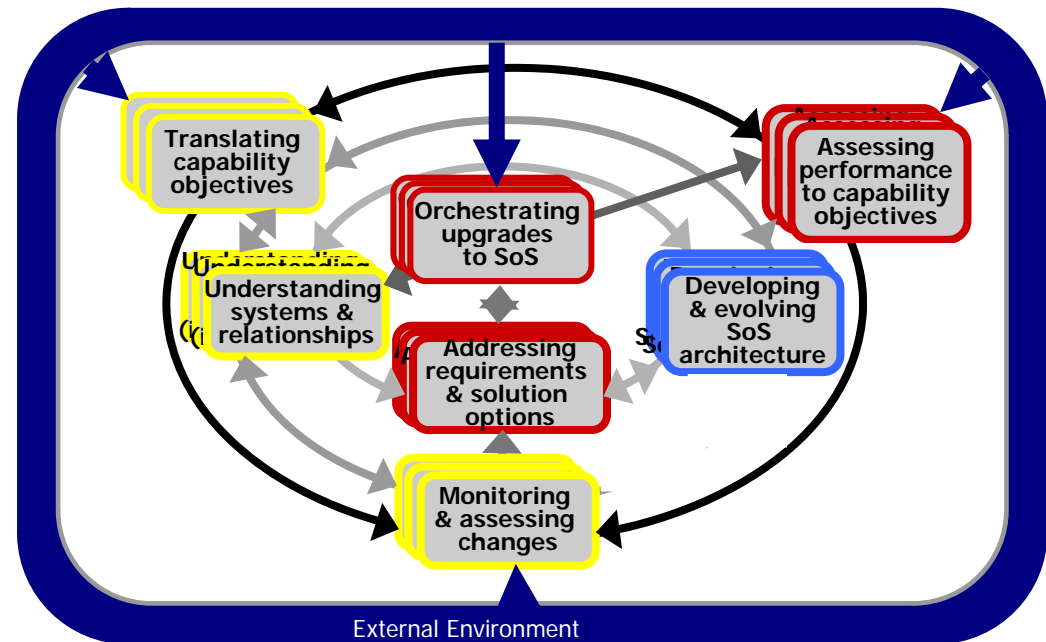 Translating
capability
objectives
Assessing
performance
to capability
objectives
Orchestrating
upgrades
to SoS
Understanding
Understanding
systems &
relationships
Developing
& evolving
SoS
architecture
Addressing
requirements
& solution
options
Monitoring
& assessing
changes
External Environment